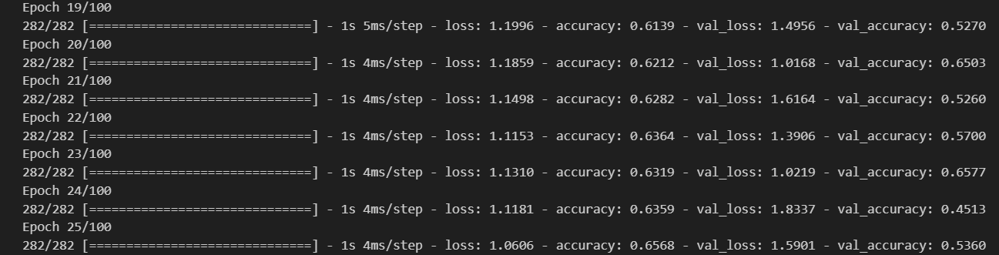 Epoch 19/100
282/282 [==============================] - 1s 5ms/step - loss: 1.1996 - accuracy: 0.6139 - val_loss: 1.4956 - val_accuracy: 0.5270
Epoch 20/100
282/282 [==============================] - 1s 4ms/step - loss: 1.1859 - accuracy: 0.6212 - val_loss: 1.0168 - val_accuracy: 0.6503
Epoch 21/100
282/282 [==============================] - 1s 4ms/step - loss: 1.1498 - accuracy: 0.6282 - val_loss: 1.6164 - val_accuracy: 0.5260
Epoch 22/100
282/282 [==============================] - 1s 4ms/step - loss: 1.1153 - accuracy: 0.6364 - val_loss: 1.3906 - val_accuracy: 0.5700
Epoch 23/100
282/282 [==============================] - 1s 4ms/step - loss: 1.1310 - accuracy: 0.6319 - val_loss: 1.0219 - val_accuracy: 0.6577
Epoch 24/100
282/282 [==============================] - 1s 4ms/step - loss: 1.1181 - accuracy: 0.6359 - val_loss: 1.8337 - val_accuracy: 0.4513
Epoch 25/100
282/282 [==============================] - 1s 4ms/step - loss: 1.0606 - accuracy: 0.6568 - val_loss: 1.5901 - val_accuracy: 0.5360